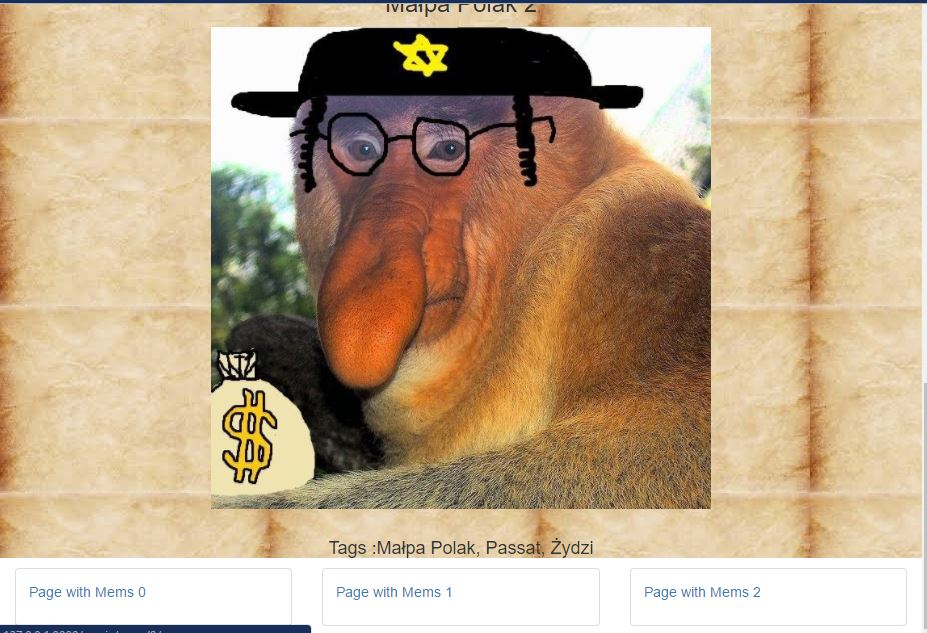 Małpa Polak 2
Tags :Małpa Polak, Passat, Żydzi
Page with Mems 0
Page with Mems 1
Page with Mems 2